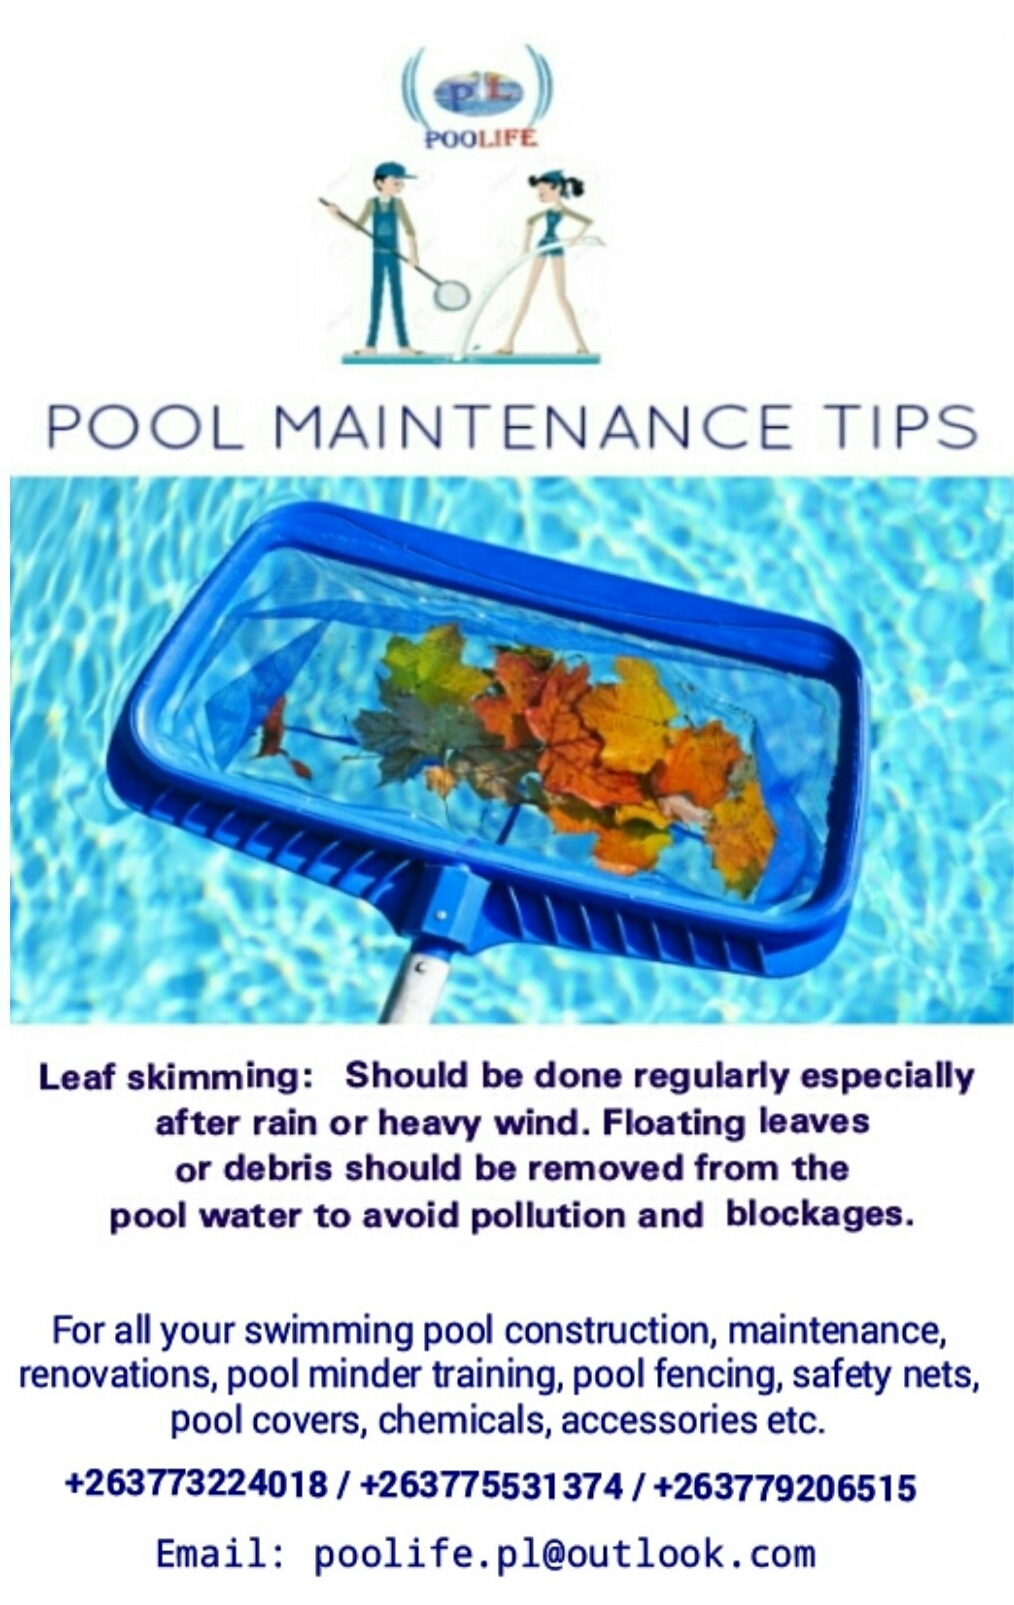 PL
POOLIFE
POOL MAINTENANCE TIPS
Leaf skimming: Should be done regularly especially
after rain or heavy wind. Floating leaves
or debris should be removed from the
pool water to avoid pollution and blockages.
For all your swimming pool construction, maintenance,
renovations, pool minder training, pool fencing, safety nets,
pool covers, chemicals, accessories etc.
+263773224018 / +263775531374 / +263779206515
Email: poolife.pl@outlook.com